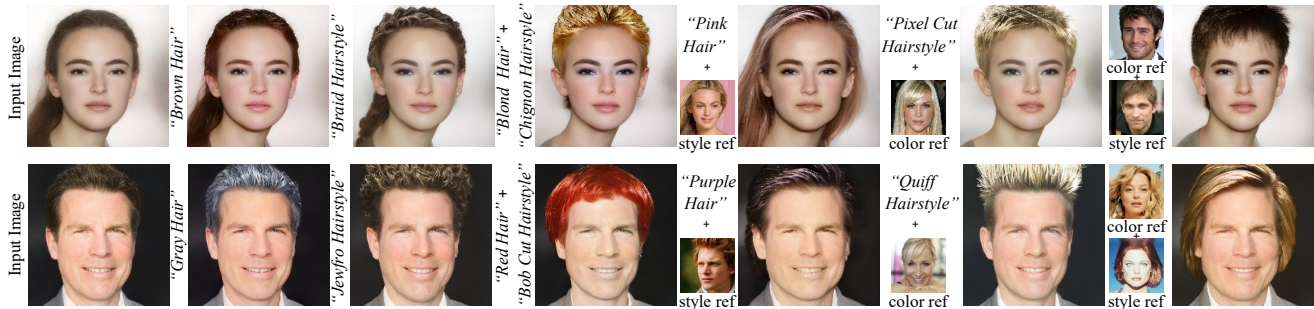 Input Image
“Brown Hair”
“Braid Hairstyle”
“Blond Hair” +
“Chignon Hairstyle”
“Pink
Hair”
+
style ref
“Pixel Cut
Hairstyle”
+
color ref
color ref
+
style ref
Input Image
“Gray Hair”
“Jewfro Hairstyle”
“Red Hair” +
“Bob Cut Hairstyle”
“Purple
Hair”
+
style ref
“Quiff
Hairstyle”
+
color ref
color ref
+
style ref